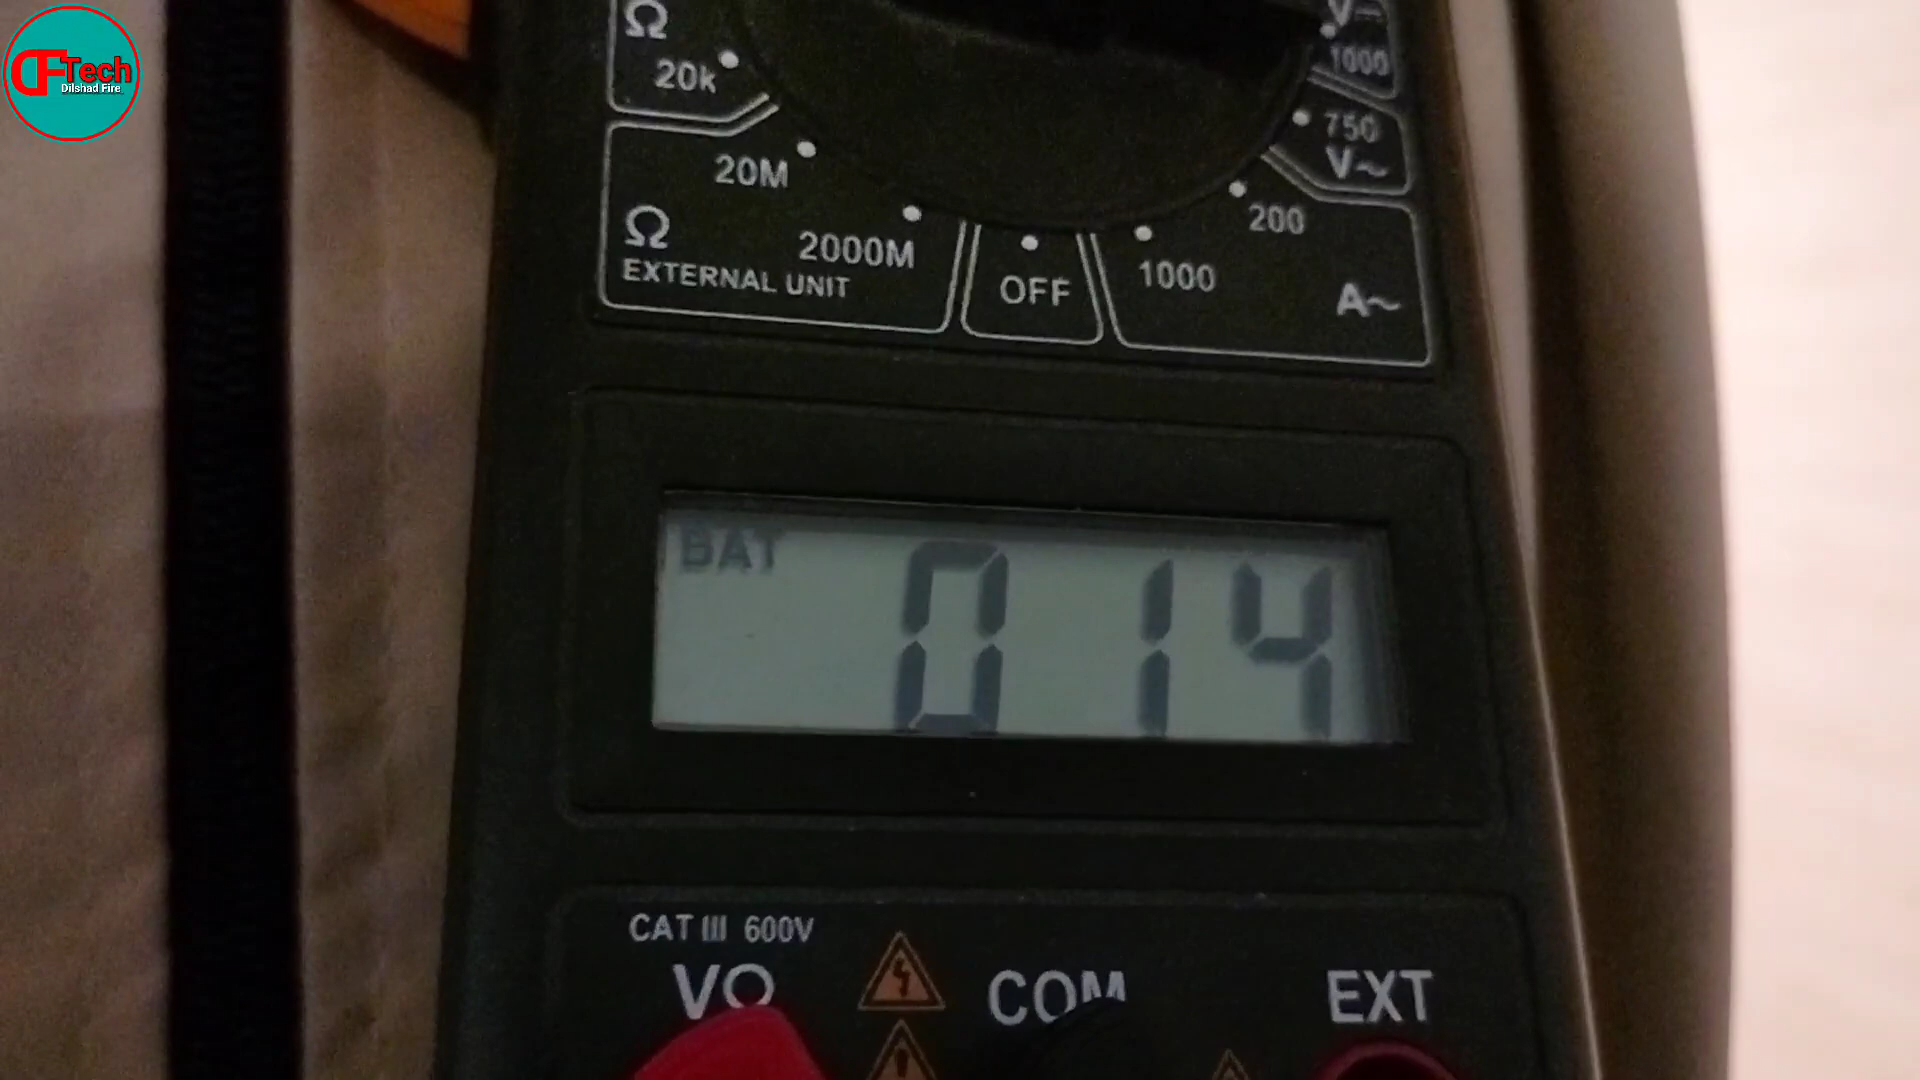 DFTech
Dilshad Fire
Ω
20k
20M
Ω
2000M
EXTERNAL UNIT
OFF
V
1000
750
V~
200
1000
A~
BAT
014
CAT III 600V
VΩ
COM
EXT